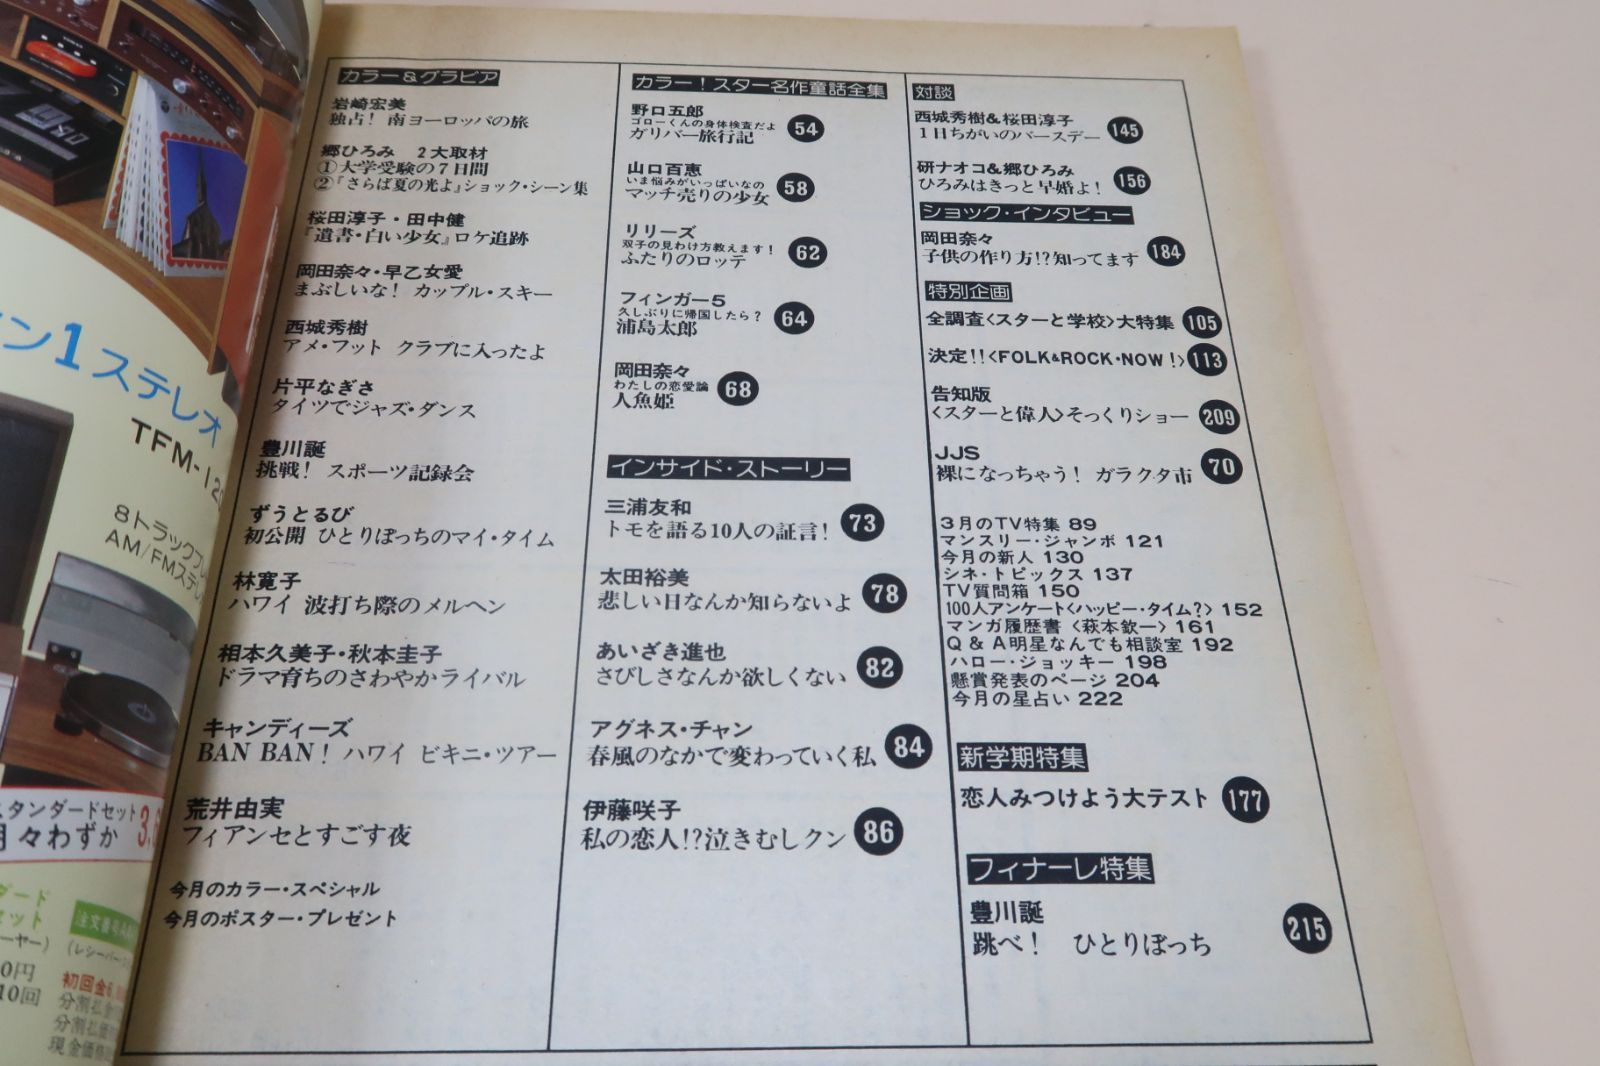 カラー＆グラビア
岩崎宏美
独占！ 南ヨーロッパの旅
郷ひろみ 2大取材
①大学受験の7日間
②『さらば夏の光よ』ショック・シーン集
桜田淳子・田中健
『遺書・白い少女』ロケ追跡
岡田奈々・早乙女愛
まぶしいな！ カップル・スキー
西城秀樹
アメ・フット クラブに入ったよ
片平なぎさ
タイツでジャズ・ダンス
豊川誕
挑戦！ スポーツ記録会
ずうとるび
初公開 ひとりぼっちのマイ・タイム
林寛子
ハワイ 波打ち際のメルヘン
相本久美子・秋本圭子
ドラマ育ちのさわやかライバル
キャンディーズ
BAN BAN！ ハワイ ビキニ・ツアー
荒井由実
フィアンセとすごす夜
今月のカラー・スペシャル
今月のポスター・プレゼント
カラー！スター名作童話全集
野口五郎
ゴローくんの身体検査だよ
ガリバー旅行記 54
山口百恵
いま悩みがいっぱいなの
マッチ売りの少女 58
リリーズ
双子の見わけ方教えます！
ふたりのロッテ 62
フィンガー5
久しぶりに帰国したら？
浦島太郎 64
岡田奈々
わたしの恋愛論
人魚姫 68
インサイド・ストーリー
三浦友和
トモを語る10人の証言！ 73
太田裕美
悲しい日なんか知らないよ 78
あいざき進也
さびしさなんか欲しくない 82
アグネス・チャン
春風のなかで変わっていく私 84
伊藤咲子
私の恋人!?泣きむしクン 86
対談
西城秀樹&桜田淳子
1日ちがいのバースデー 145
研ナオコ&郷ひろみ
ひろみはきっと早婚よ！ 156
ショック・インタビュー
岡田奈々
子供の作り方!?知ってます 184
特別企画
全調査〈スターと学校〉大特集 105
決定!!〈FOLK&ROCK・NOW！〉 113
告知版
〈スターと偉人〉そっくりショー 209
JJS
裸になっちゃう！ ガラクタ市 70
3月のTV特集 89
マンスリー・ジャンボ 121
今月の新人 130
シネ・トピックス 137
TV質問箱 150
100人アンケート〈ハッピー・タイム？〉 152
マンガ履歴書〈萩本欽一〉 161
Q & A明星なんでも相談室 192
ハロー・ジョッキー 198
懸賞発表のページ 204
今月の星占い 222
新学期特集
恋人みつけよう大テスト 177
フィナーレ特集
豊川誕
跳べ！ ひとりぼっち 215
ン1ステレオ
TFM-12
8トラックプレ
AM/FMステレ
スタンダードセット
々わずか
注文番号
初回金
分割払金
分割払価
現金価格
0円
10回